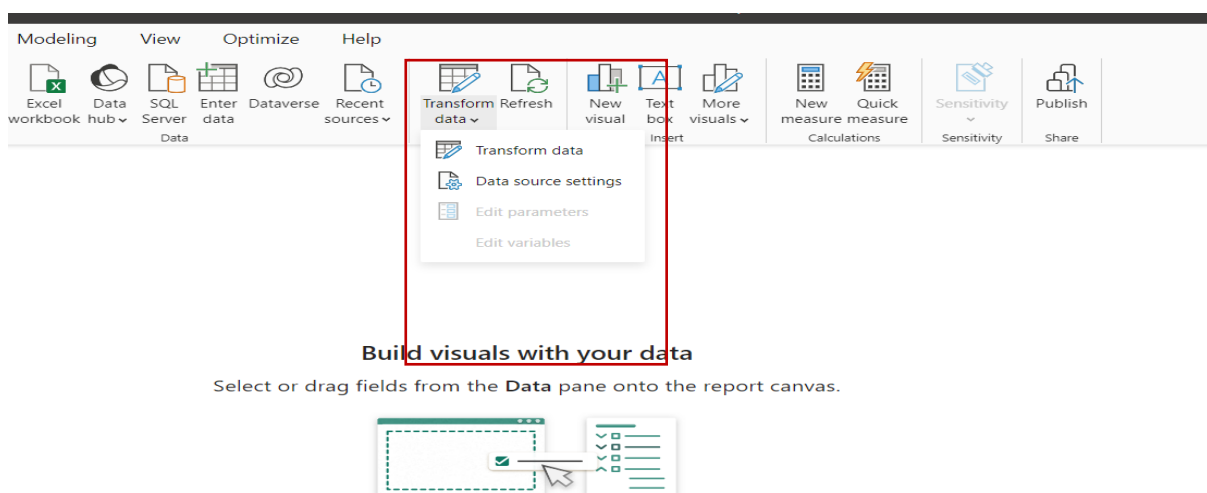 Modeling View Optimize Help
Excel Data SQL Enter Dataverse Recent Transform Refresh New Text More New Quick Sensitivity Publish
workbook hub Server data sources data visual box visuals measure measure
Data Insert Calculations Sensitivity Share
Transform data
Data source settings
Edit parameters
Edit variables
Build visuals with your data
Select or drag fields from the Data pane onto the report canvas.